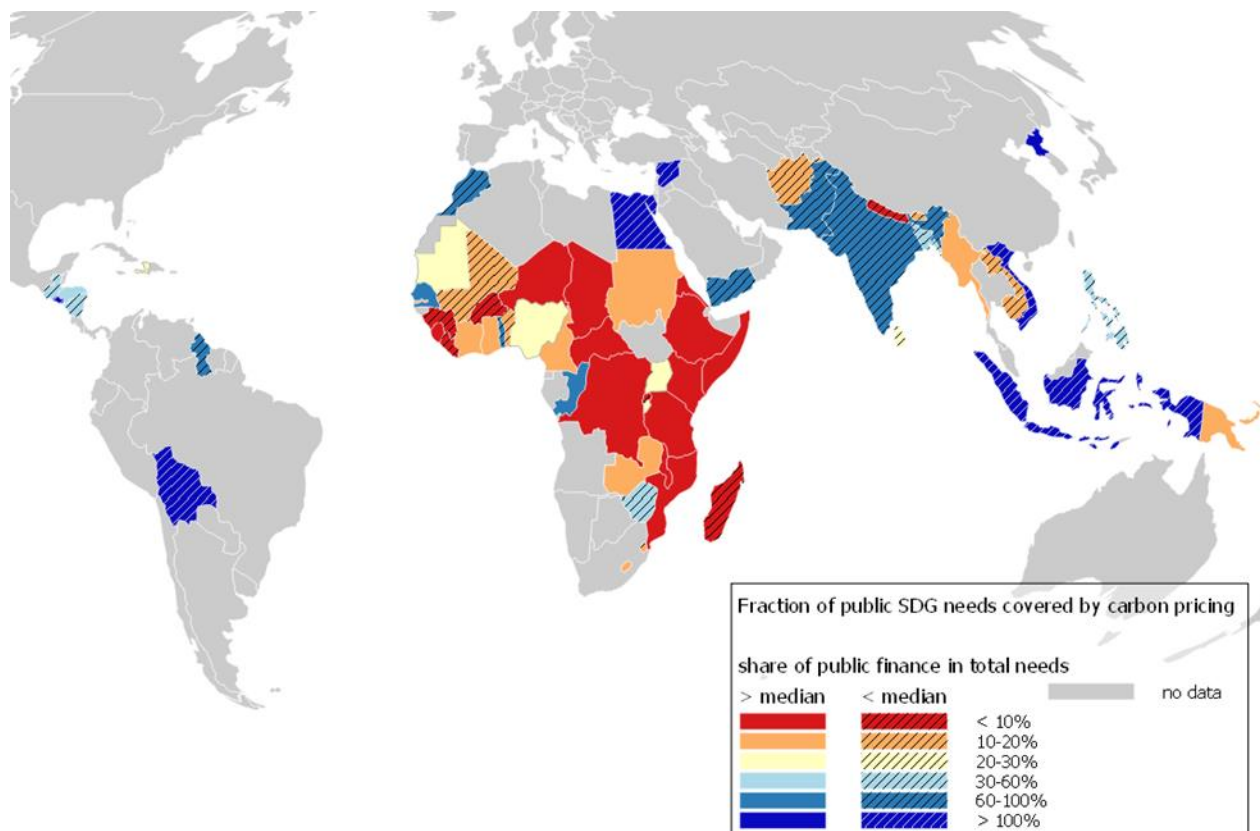 Fraction of public SDG needs covered by carbon pricing
share of public finance in total needs
> median < median no data
< 10%
10-20%
20-30%
30-60%
60-100%
> 100%